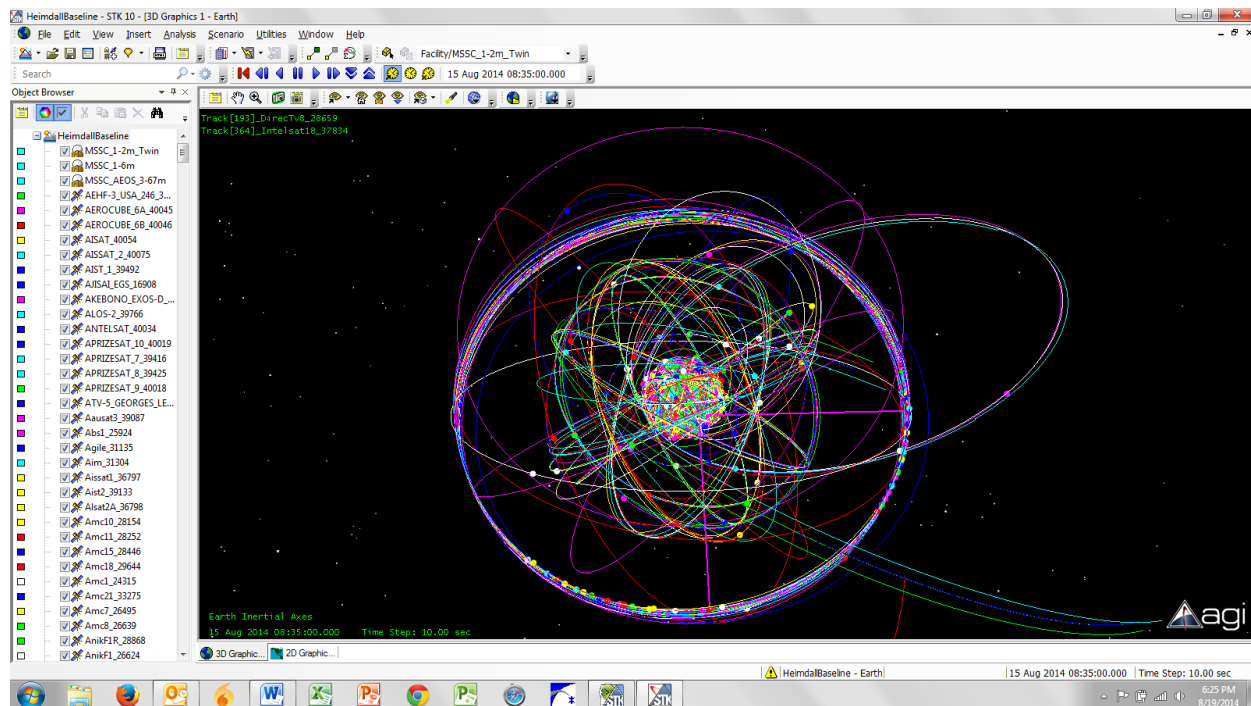 HeimdallBaseline - STK 10 - [3D Graphics 1 - Earth]
File Edit View Insert Analysis Scenario Utilities Window Help
Facility/MSSC_1-2m_Twin
Search
15 Aug 2014 08:35:00.000
Object Browser
HeimdallBaseline
MSSC_1-2m_Twin
MSSC_1-6m
MSSC_AEOS_3-67m
AEHF-3_USA_246_3...
AEROCUBE_6A_40045
AEROCUBE_6B_40046
AISAT_40054
AISSAT_2_40075
AIST_1_39492
AJISAI_EGS_16908
AKEBONO_EXOS-D_...
ALOS-2_39766
ANTELSAT_40034
APRIZESAT_10_40019
APRIZESAT_7_39416
APRIZESAT_8_39425
APRIZESAT_9_40018
ATV-5_GEORGES_LE...
Aausat3_39087
Abs1_25924
Agile_31135
Aim_31304
Aissat1_36797
Aist2_39133
Alsat2A_36798
Amc10_28154
Amc11_28252
Amc15_28446
Amc18_29644
Amc1_24315
Amc21_33275
Amc7_26495
Amc8_26639
AnikF1R_28868
AnikF1_26624
Track[193]_DirecTv8_28659
Track[364]_Intelsat18_37834
Earth Inertial Axes
15 Aug 2014 08:35:00.000 Time Step: 10.00 sec
agi
3D Graphic... 2D Graphic...
HeimdallBaseline - Earth 15 Aug 2014 08:35:00.000 Time Step: 10.00 sec
6:25 PM
8/19/2014